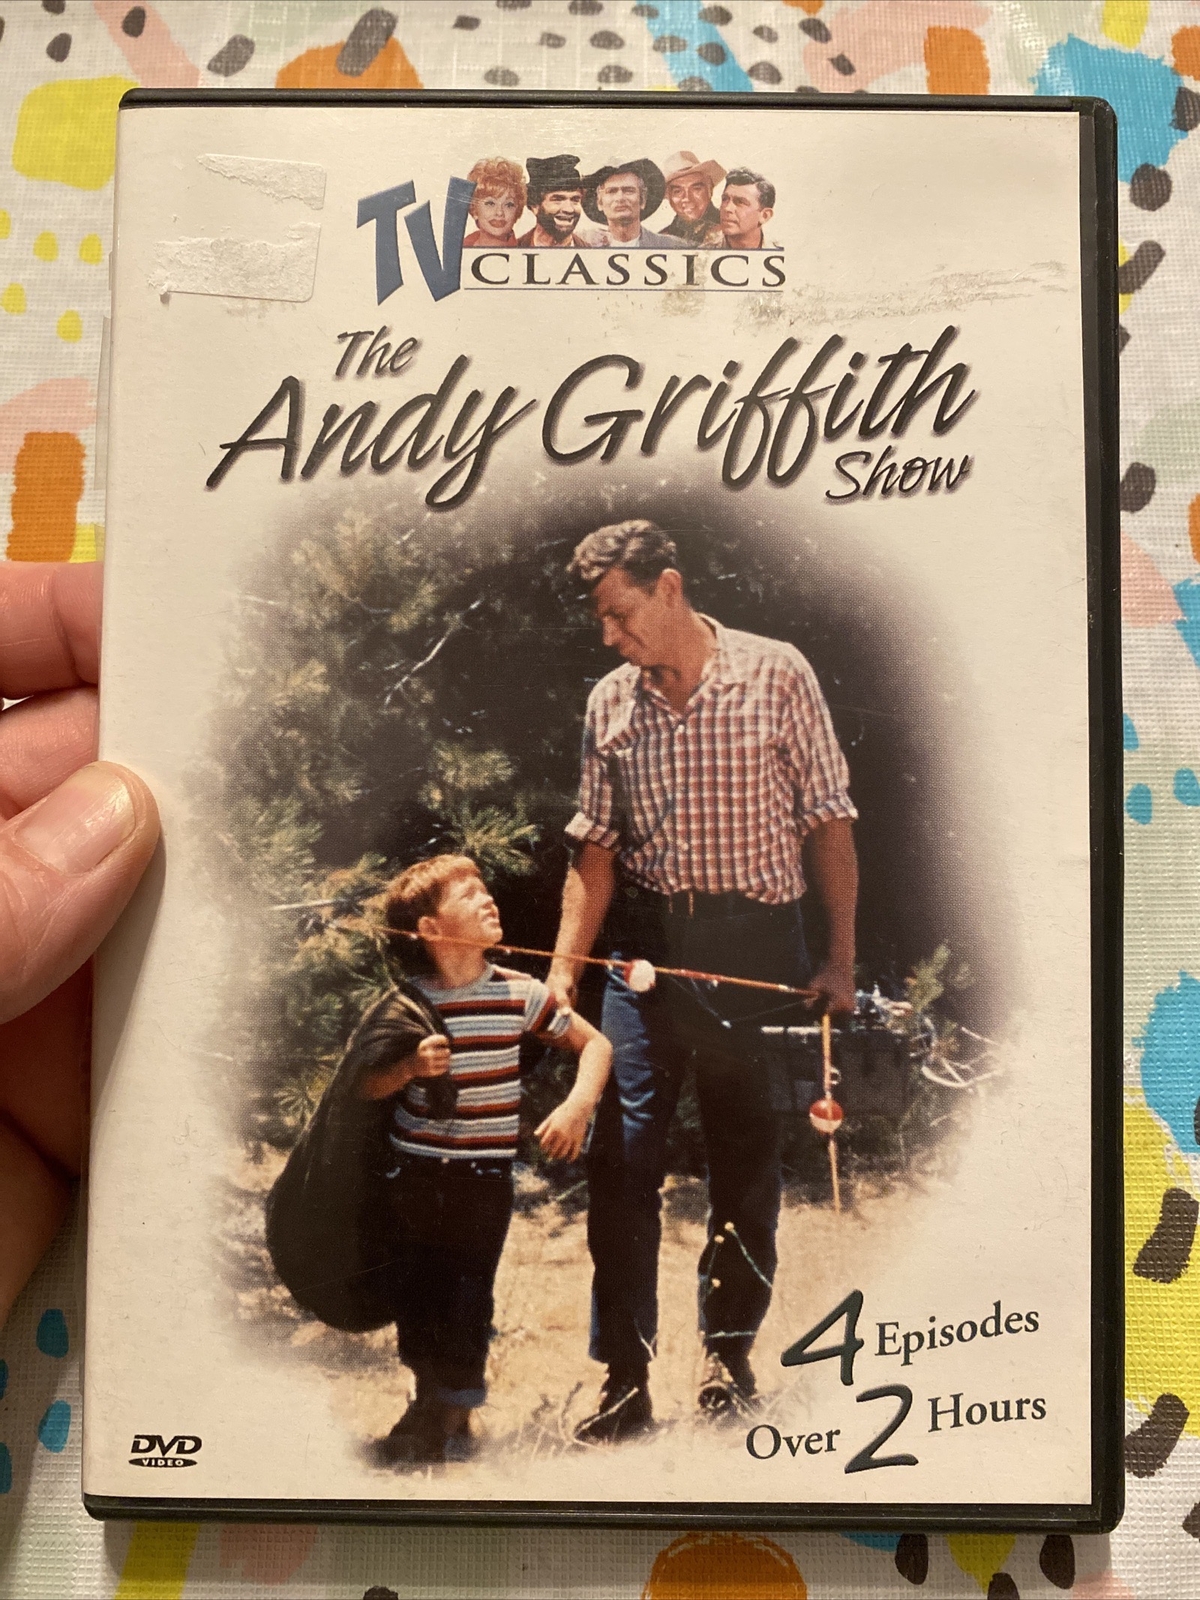 TV CLASSICS
The
Andy Griffith
Show
4 Episodes
Over 2 Hours
DVD
VIDEO